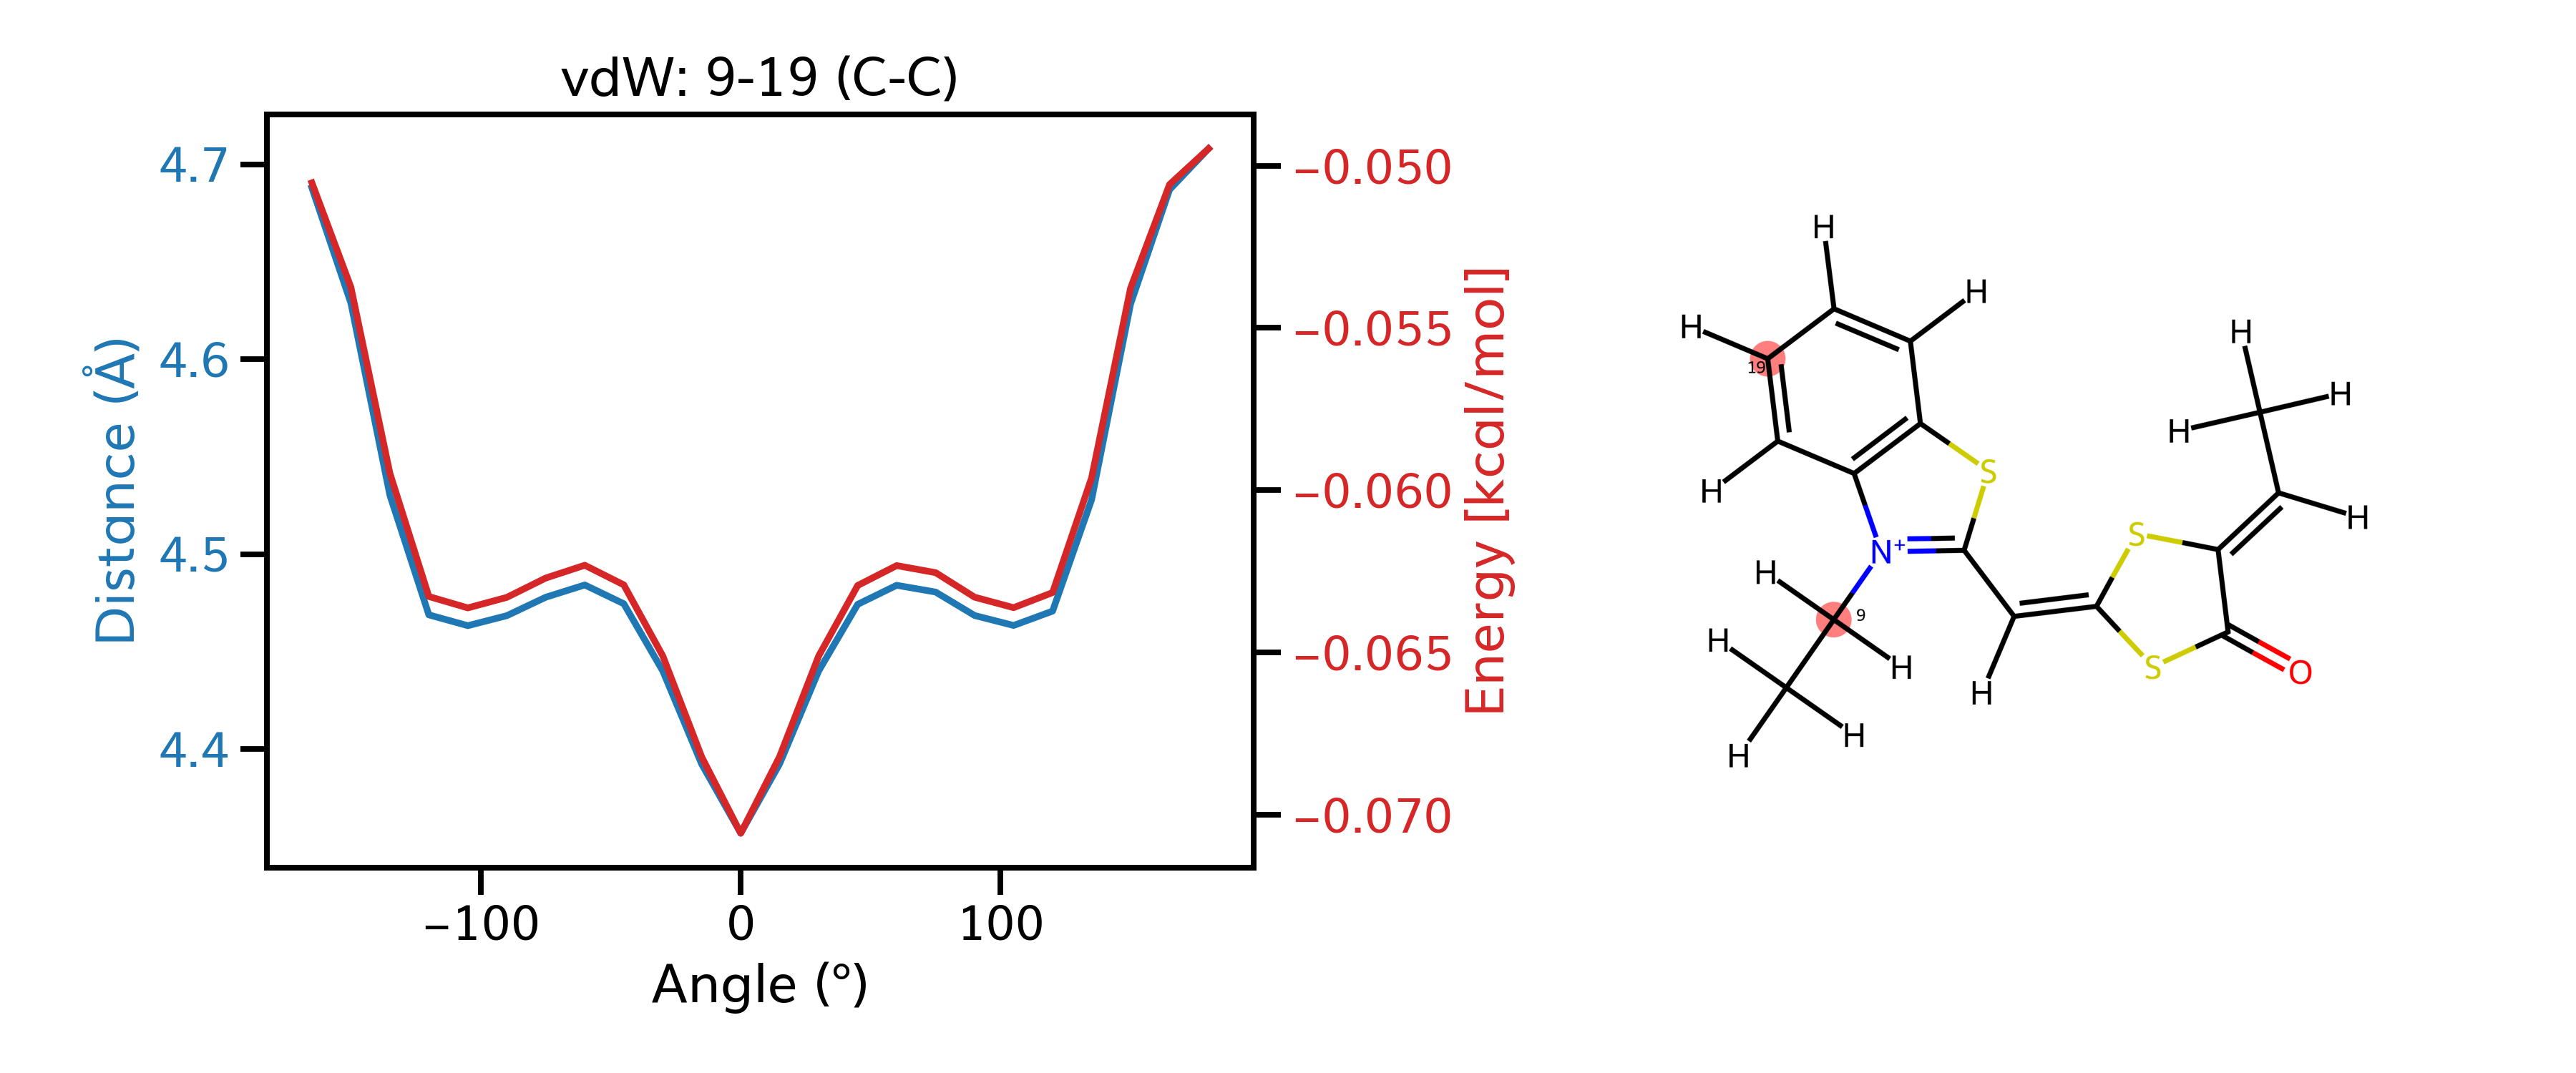 vdW: 9-19 (C-C)
4.7
4.6
4.5
4.4
Distance (Å)
−0.050
−0.055
−0.060
−0.065
−0.070
Energy [kcal/mol]
−100
0
100
Angle (°)
H
H
H
H
19
H
S
N+
H
9
H
H
H
H
H
S
S
O
H
H
H
H